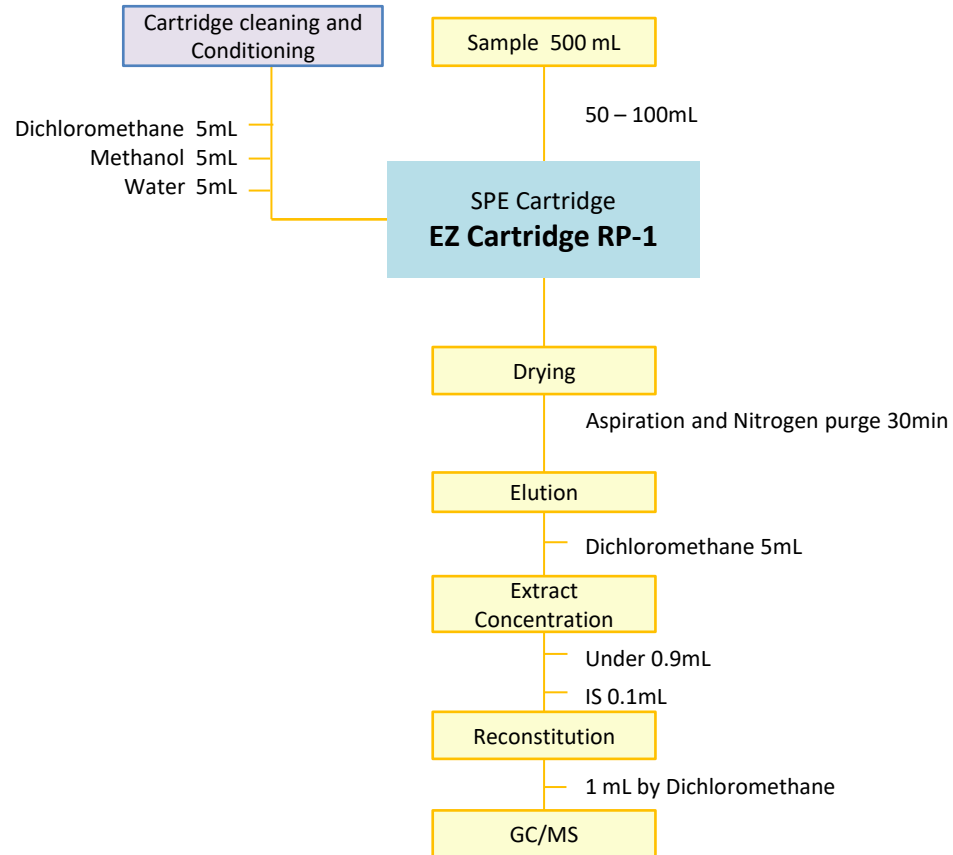 Cartridge cleaning and
Conditioning
Sample 500 mL
50 – 100mL
Dichloromethane 5mL
Methanol 5mL
Water 5mL
SPE Cartridge
EZ Cartridge RP-1
Drying
Aspiration and Nitrogen purge 30min
Elution
Dichloromethane 5mL
Extract
Concentration
Under 0.9mL
IS 0.1mL
Reconstitution
1 mL by Dichloromethane
GC/MS